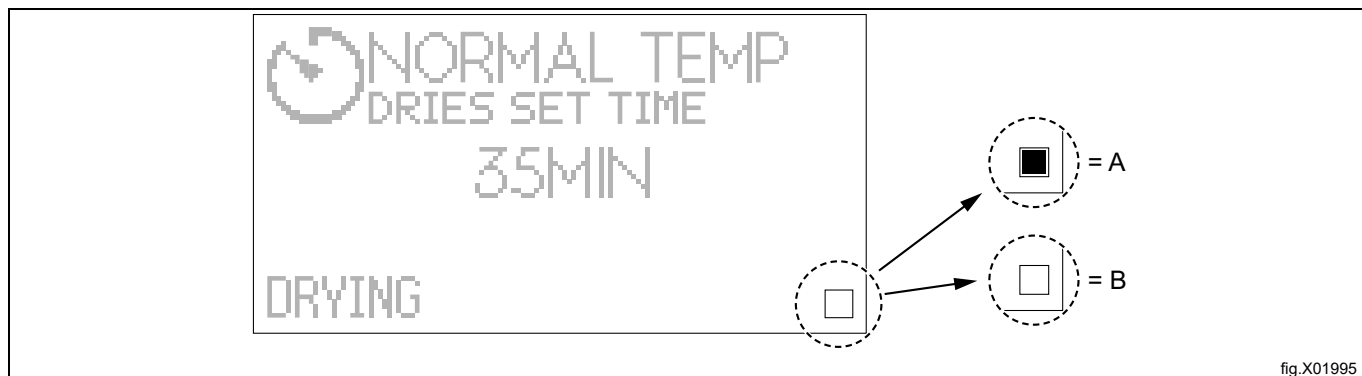 NORMAL TEMP
DRIES SET TIME
35MIN
DRYING
= A
= B
fig.X01995